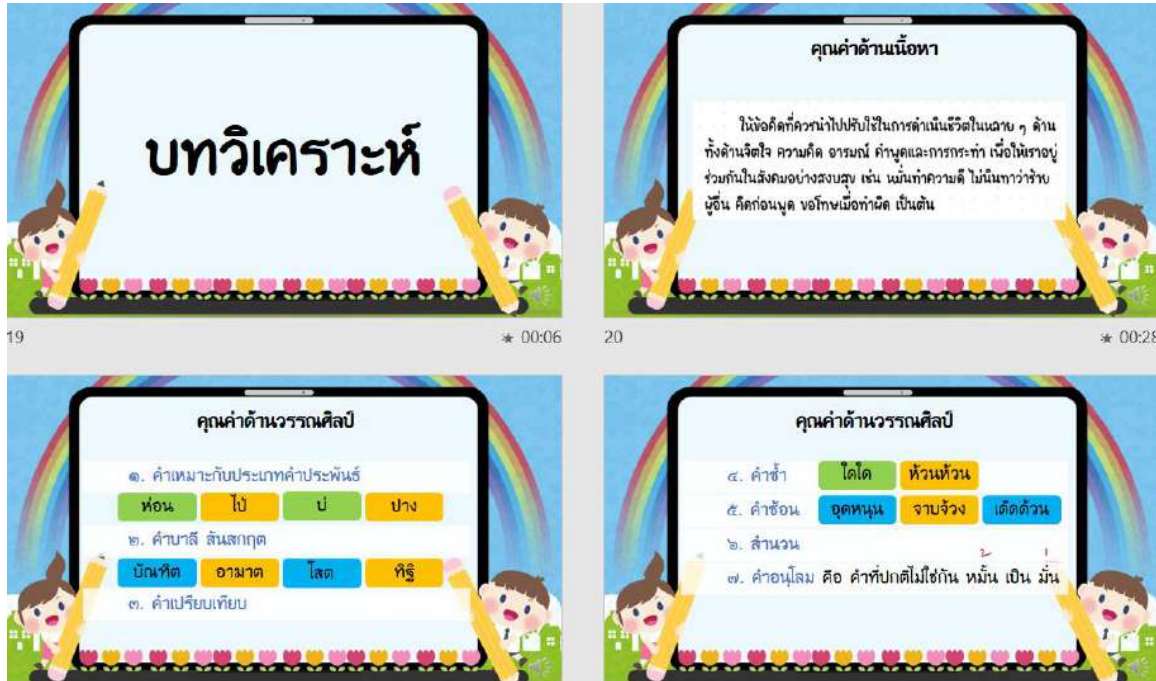 บทวิเคราะห์
19
00:06
คุณค่าด้านเนื้อหา
ให้ข้อคิดที่ควรนำไปปรับใช้ในการดำเนินชีวิตในหลาย ๆ ด้าน
ทั้งด้านจิตใจ ความคิด อารมณ์ คำพูดและการกระทำ เพื่อให้เราอยู่
ร่วมกันในสังคมอย่างสงบสุข เช่น หมั่นทำความดี ไม่นินทาว่าร้าย
ผู้อื่น คิดก่อนพูด ขอโทษเมื่อทำผิด เป็นต้น
20
00:28
คุณค่าด้านวรรณศิลป์
๑. คำเหมาะกับประเภทคำประพันธ์
ห่อน ไป่ บ่ ปาง
๒. คำบาลี สันสกฤต
บัณฑิต อามาต โสต ทิฐิ
๓. คำเปรียบเทียบ
คุณค่าด้านวรรณศิลป์
๔. คำซ้ำ ใดใด ห้วนห้วน
๕. คำซ้อน อุดหนุน จาบจ้วง เด็ดด้วน
๖. สำนวน
๗. คำอนุโลม คือ คำที่ปกติไม่ใช่กัน หมั้น เป็น มั่น